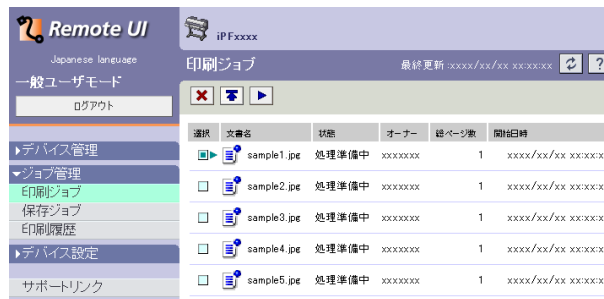 Remote UI
iPFxxxx
Japanese language
一般ユーザモード
ログアウト
印刷ジョブ
最終更新:xxxx/xx/xx xx:xx:xx
?
選択 文書名 状態 オーナー 総ページ数 開始日時
▶デバイス管理
▼ジョブ管理
印刷ジョブ
保存ジョブ
印刷履歴
▶デバイス設定
サポートリンク
sample1.jpg 処理準備中 xxxxxxx 1 xxxx/xx/xx xx:xx:x
sample2.jpg 処理準備中 xxxxxxx 1 xxxx/xx/xx xx:xx:x
sample3.jpg 処理準備中 xxxxxxx 1 xxxx/xx/xx xx:xx:x
sample4.jpg 処理準備中 xxxxxxx 1 xxxx/xx/xx xx:xx:x
sample5.jpg 処理準備中 xxxxxxx 1 xxxx/xx/xx xx:xx:x